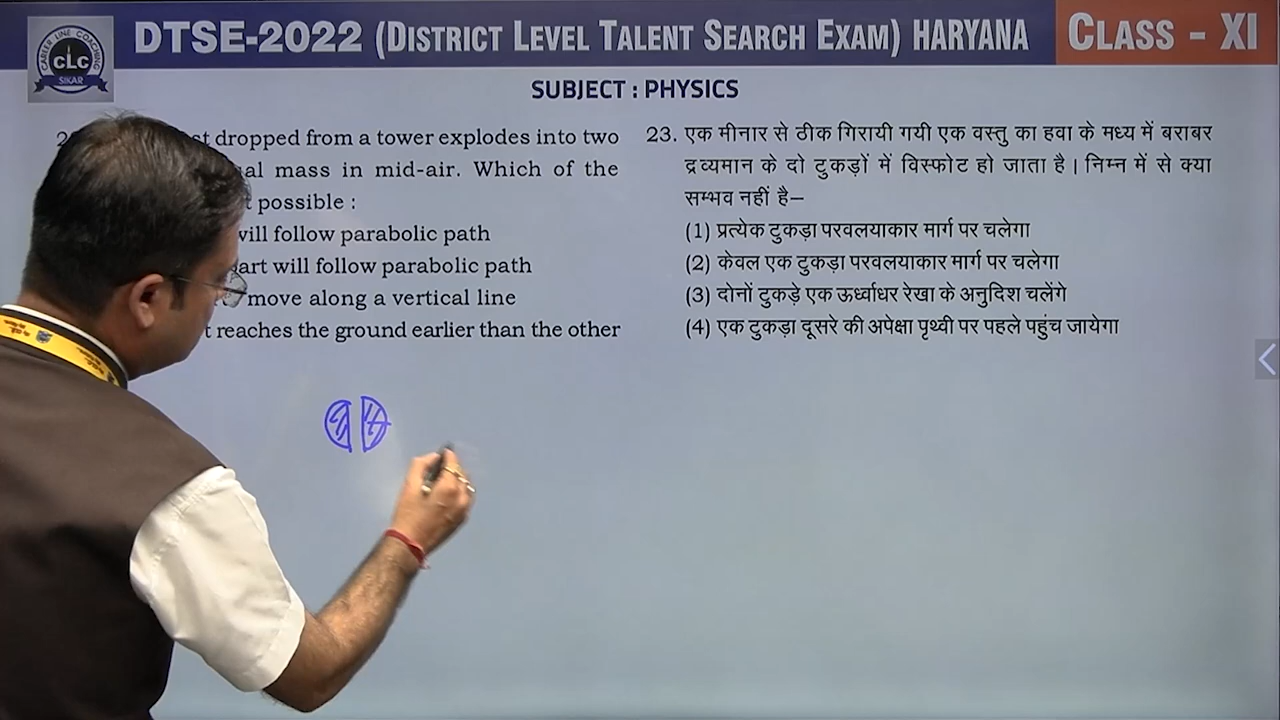 DTSE-2022 (DISTRICT LEVEL TALENT SEARCH EXAM) HARYANA
CLASS - XI
CAREER LINE COACHING
CLC
SIKAR
SUBJECT : PHYSICS
dropped from a tower explodes into two
mass in mid-air. Which of the
possible :
will follow parabolic path
will follow parabolic path
move along a vertical line
reaches the ground earlier than the other
23. एक मीनार से ठीक गिरायी गयी एक वस्तु का हवा के मध्य में बराबर
द्रव्यमान के दो टुकड़ों में विस्फोट हो जाता है। निम्न में से क्या
सम्भव नहीं है–
(1) प्रत्येक टुकड़ा परवलयाकार मार्ग पर चलेगा
(2) केवल एक टुकड़ा परवलयाकार मार्ग पर चलेगा
(3) दोनों टुकड़े एक ऊर्ध्वाधर रेखा के अनुदिश चलेंगे
(4) एक टुकड़ा दूसरे की अपेक्षा पृथ्वी पर पहले पहुंच जायेगा